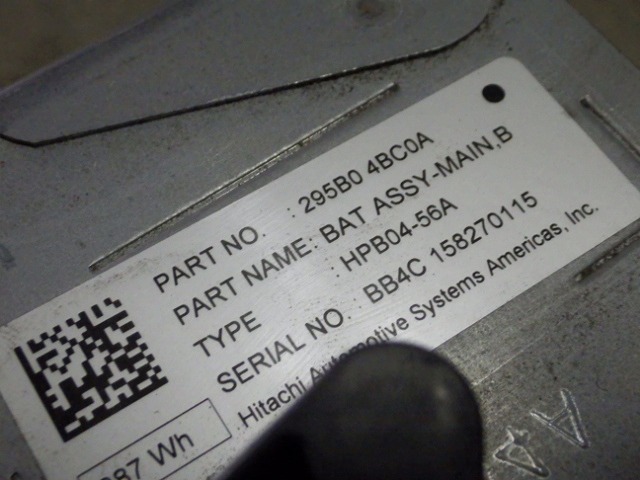 PART NO. : 295B0 4BC0A
PART NAME: BAT ASSY-MAIN,B
TYPE : HPB04-56A
SERIAL NO. : BB4C 158270115
Hitachi Automotive Systems Americas, Inc.
Wh